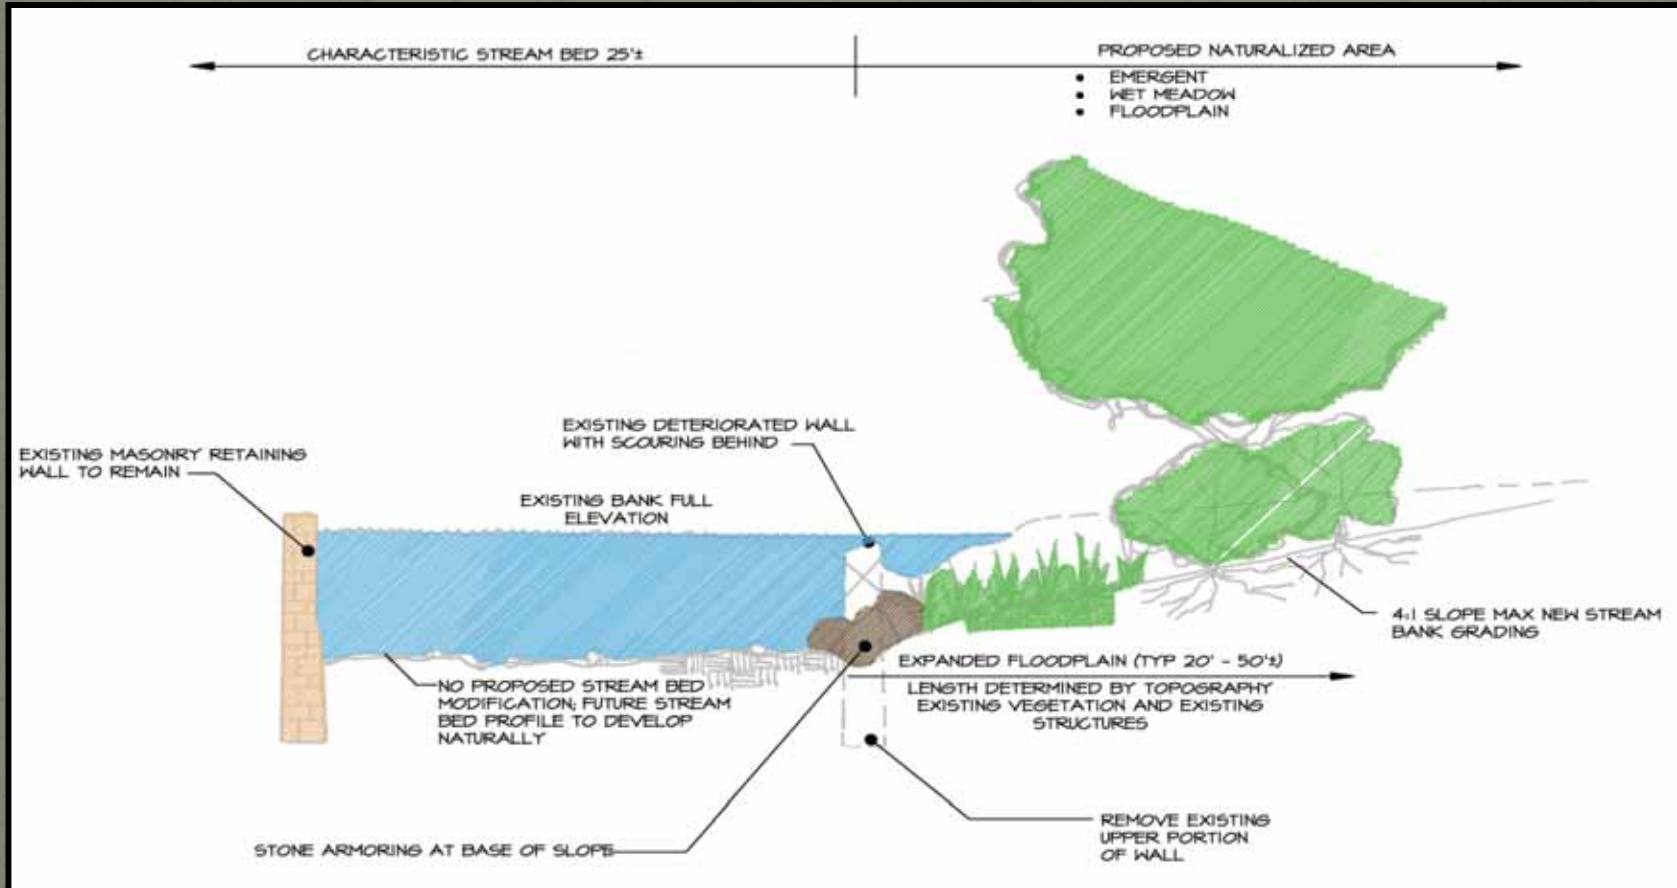 CHARACTERISTIC STREAM BED 25'±
PROPOSED NATURALIZED AREA
• EMERGENT
• WET MEADOW
• FLOODPLAIN
EXISTING DETERIORATED WALL
WITH SCOURING BEHIND
EXISTING MASONRY RETAINING
WALL TO REMAIN
EXISTING BANK FULL
ELEVATION
4:1 SLOPE MAX NEW STREAM
BANK GRADING
EXPANDED FLOODPLAIN (TYP 20' - 50'±)
LENGTH DETERMINED BY TOPOGRAPHY
EXISTING VEGETATION AND EXISTING
STRUCTURES
NO PROPOSED STREAM BED
MODIFICATION; FUTURE STREAM
BED PROFILE TO DEVELOP
NATURALLY
STONE ARMORING AT BASE OF SLOPE
REMOVE EXISTING
UPPER PORTION
OF WALL